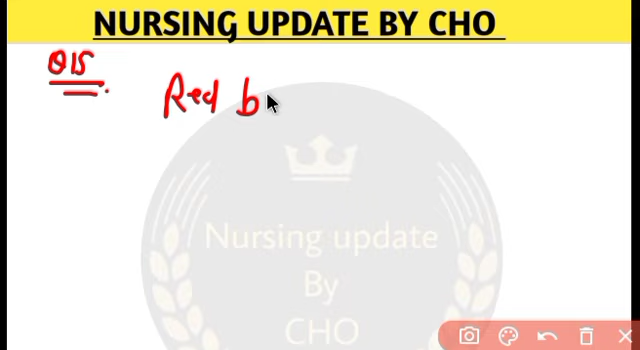 NURSING UPDATE BY CHO
Q15
Red b
Nursing update
By
CHO